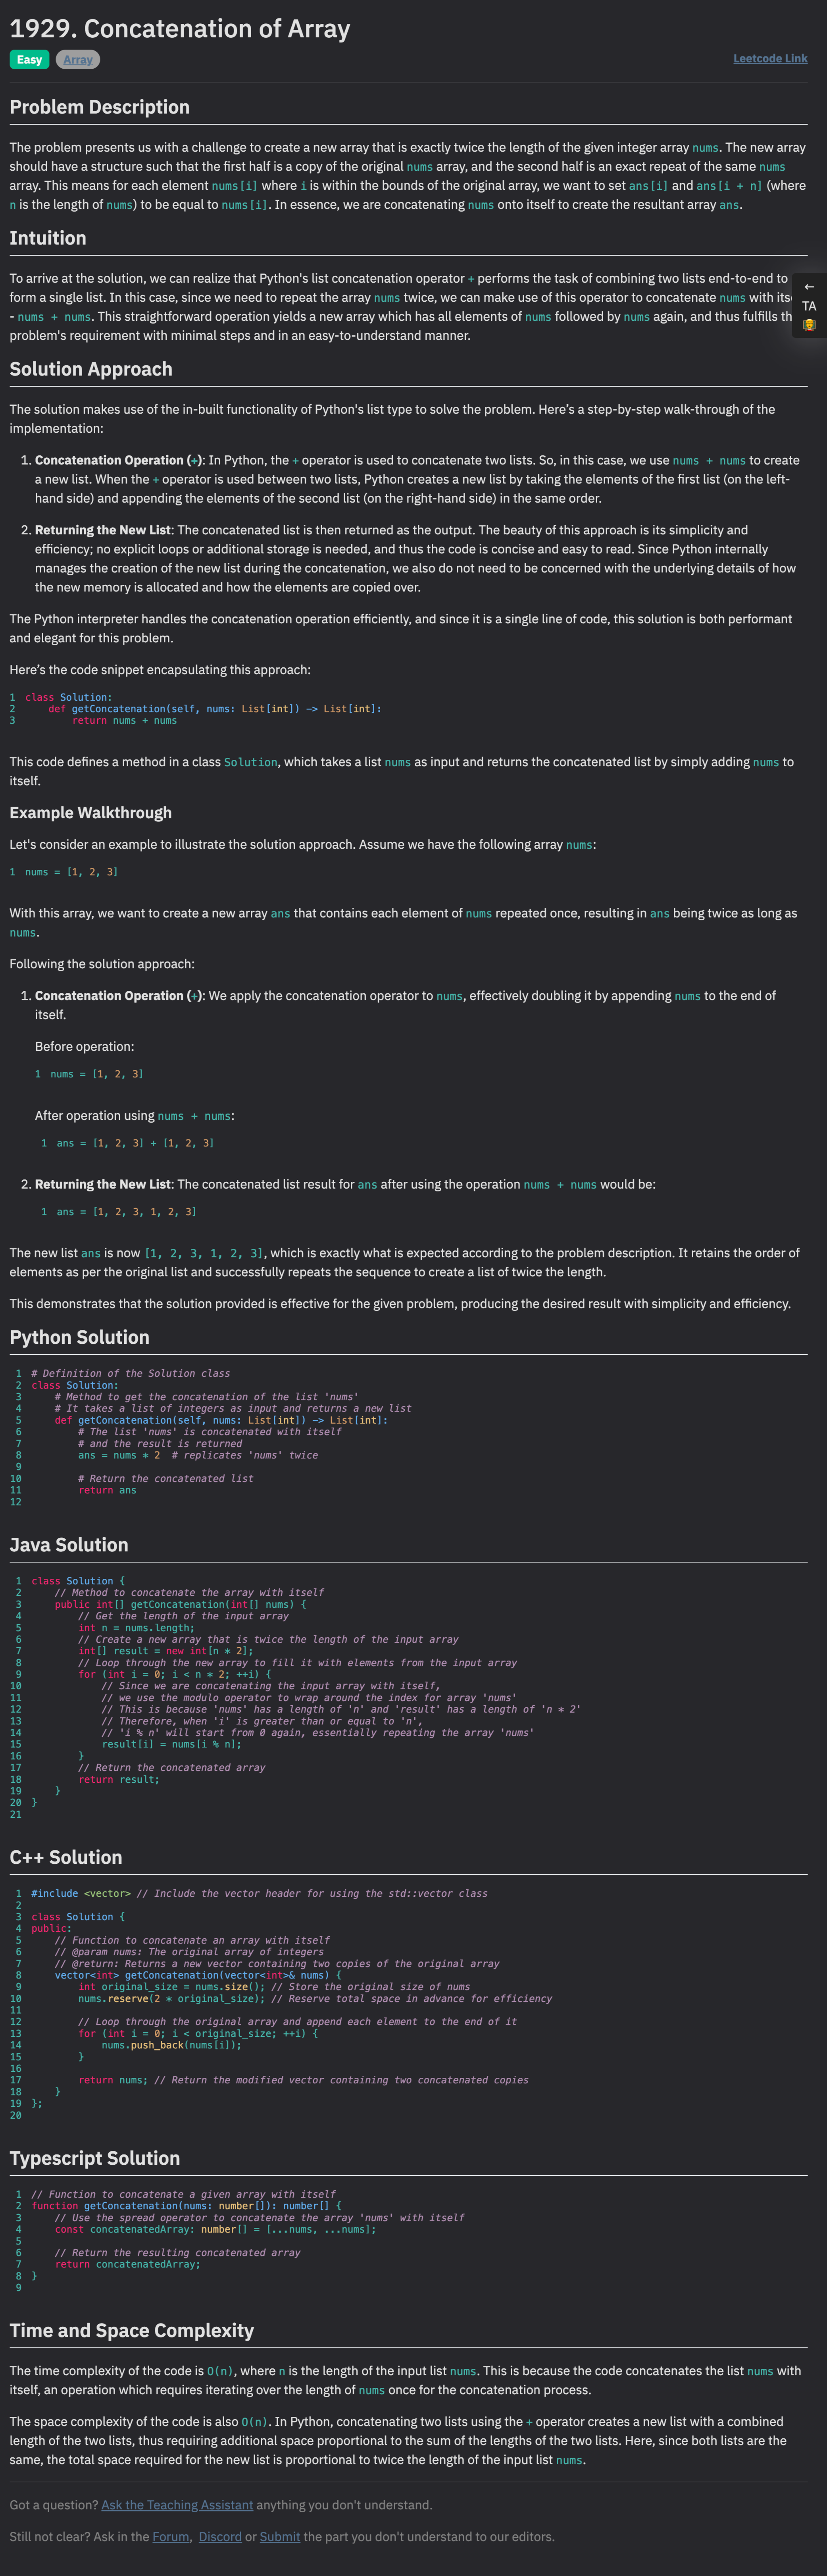 1929. Concatenation of Array
Easy Array Leetcode Link
Problem Description
The problem presents us with a challenge to create a new array that is exactly twice the length of the given integer array nums. The new array
should have a structure such that the first half is a copy of the original nums array, and the second half is an exact repeat of the same nums
array. This means for each element nums[i] where i is within the bounds of the original array, we want to set ans[i] and ans[i + n] (where
n is the length of nums) to be equal to nums[i]. In essence, we are concatenating nums onto itself to create the resultant array ans.
Intuition
To arrive at the solution, we can realize that Python's list concatenation operator + performs the task of combining two lists end-to-end to
form a single list. In this case, since we need to repeat the array nums twice, we can make use of this operator to concatenate nums with
- nums + nums. This straightforward operation yields a new array which has all elements of nums followed by nums again, and thus fulfills
problem's requirement with minimal steps and in an easy-to-understand manner.
←
TA
Solution Approach
The solution makes use of the in-built functionality of Python's list type to solve the problem. Here's a step-by-step walk-through of the
implementation:
1. Concatenation Operation (+): In Python, the + operator is used to concatenate two lists. So, in this case, we use nums + nums to create
a new list. When the + operator is used between two lists, Python creates a new list by taking the elements of the first list (on the left-
hand side) and appending the elements of the second list (on the right-hand side) in the same order.
2. Returning the New List: The concatenated list is then returned as the output. The beauty of this approach is its simplicity and
efficiency; no explicit loops or additional storage is needed, and thus the code is concise and easy to read. Since Python internally
manages the creation of the new list during the concatenation, we also do not need to be concerned with the underlying details of how
the new memory is allocated and how the elements are copied over.
The Python interpreter handles the concatenation operation efficiently, and since it is a single line of code, this solution is both performant
and elegant for this problem.
Here's the code snippet encapsulating this approach:
1 class Solution:
2     def getConcatenation(self, nums: List[int]) -> List[int]:
3         return nums + nums
This code defines a method in a class Solution, which takes a list nums as input and returns the concatenated list by simply adding nums to
itself.
Example Walkthrough
Let's consider an example to illustrate the solution approach. Assume we have the following array nums:
1 nums = [1, 2, 3]
With this array, we want to create a new array ans that contains each element of nums repeated once, resulting in ans being twice as long as
nums.
Following the solution approach:
1. Concatenation Operation (+): We apply the concatenation operator to nums, effectively doubling it by appending nums to the end of
itself.
Before operation:
1 nums = [1, 2, 3]
After operation using nums + nums:
1 ans = [1, 2, 3] + [1, 2, 3]
2. Returning the New List: The concatenated list result for ans after using the operation nums + nums would be:
1 ans = [1, 2, 3, 1, 2, 3]
The new list ans is now [1, 2, 3, 1, 2, 3], which is exactly what is expected according to the problem description. It retains the order of
elements as per the original list and successfully repeats the sequence to create a list of twice the length.
This demonstrates that the solution provided is effective for the given problem, producing the desired result with simplicity and efficiency.
Python Solution
1 # Definition of the Solution class
2 class Solution:
3     # Method to get the concatenation of the list 'nums'
4     # It takes a list of integers as input and returns a new list
5     def getConcatenation(self, nums: List[int]) -> List[int]:
6         # The list 'nums' is concatenated with itself
7         # and the result is returned
8         ans = nums * 2  # replicates 'nums' twice
9
10         # Return the concatenated list
11         return ans
12
Java Solution
1 class Solution {
2     // Method to concatenate the array with itself
3     public int[] getConcatenation(int[] nums) {
4         // Get the length of the input array
5         int n = nums.length;
6         // Create a new array that is twice the length of the input array
7         int[] result = new int[n * 2];
8         // Loop through the new array to fill it with elements from the input array
9         for (int i = 0; i < n * 2; ++i) {
10             // Since we are concatenating the input array with itself,
11             // we use the modulo operator to wrap around the index for array 'nums'
12             // This is because 'nums' has a length of 'n' and 'result' has a length of 'n * 2'
13             // Therefore, when 'i' is greater than or equal to 'n',
14             // 'i % n' will start from 0 again, essentially repeating the array 'nums'
15             result[i] = nums[i % n];
16         }
17         // Return the concatenated array
18         return result;
19     }
20 }
21
C++ Solution
1 #include <vector> // Include the vector header for using the std::vector class
2
3 class Solution {
4 public:
5     // Function to concatenate an array with itself
6     // @param nums: The original array of integers
7     // @return: Returns a new vector containing two copies of the original array
8     vector<int> getConcatenation(vector<int>& nums) {
9         int original_size = nums.size(); // Store the original size of nums
10         nums.reserve(2 * original_size); // Reserve total space in advance for efficiency
11
12         // Loop through the original array and append each element to the end of it
13         for (int i = 0; i < original_size; ++i) {
14             nums.push_back(nums[i]);
15         }
16
17         return nums; // Return the modified vector containing two concatenated copies
18     }
19 };
20
Typescript Solution
1 // Function to concatenate a given array with itself
2 function getConcatenation(nums: number[]): number[] {
3     // Use the spread operator to concatenate the array 'nums' with itself
4     const concatenatedArray: number[] = [...nums, ...nums];
5
6     // Return the resulting concatenated array
7     return concatenatedArray;
8 }
9
Time and Space Complexity
The time complexity of the code is O(n), where n is the length of the input list nums. This is because the code concatenates the list nums with
itself, an operation which requires iterating over the length of nums once for the concatenation process.
The space complexity of the code is also O(n). In Python, concatenating two lists using the + operator creates a new list with a combined
length of the two lists, thus requiring additional space proportional to the sum of the lengths of the two lists. Here, since both lists are the
same, the total space required for the new list is proportional to twice the length of the input list nums.
Got a question? Ask the Teaching Assistant anything you don't understand.
Still not clear? Ask in the Forum, Discord or Submit the part you don't understand to our editors.